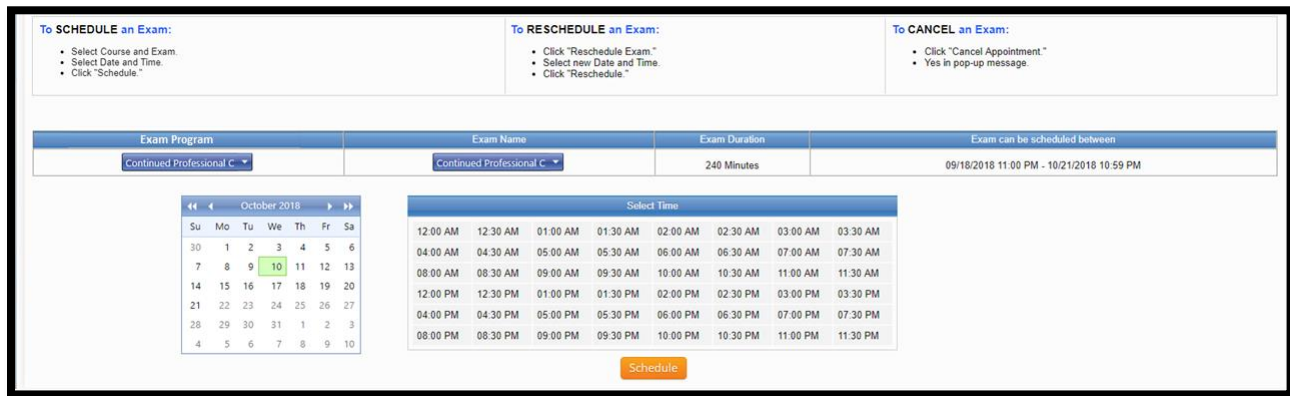 To SCHEDULE an Exam:
• Select Course and Exam.
• Select Date and Time.
• Click "Schedule."
To RESCHEDULE an Exam:
• Click "Reschedule Exam."
• Select new Date and Time.
• Click "Reschedule."
To CANCEL an Exam:
• Click "Cancel Appointment."
• Yes in pop-up message.
Exam Program Exam Name Exam Duration Exam can be scheduled between
Continued Professional C Continued Professional C 240 Minutes 09/18/2018 11:00 PM - 10/21/2018 10:59 PM
October 2018
Su Mo Tu We Th Fr Sa
30 1 2 3 4 5 6
7 8 9 10 11 12 13
14 15 16 17 18 19 20
21 22 23 24 25 26 27
28 29 30 31 1 2 3
4 5 6 7 8 9 10
Select Time
12:00 AM 12:30 AM 01:00 AM 01:30 AM 02:00 AM 02:30 AM 03:00 AM 03:30 AM
04:00 AM 04:30 AM 05:00 AM 05:30 AM 06:00 AM 06:30 AM 07:00 AM 07:30 AM
08:00 AM 08:30 AM 09:00 AM 09:30 AM 10:00 AM 10:30 AM 11:00 AM 11:30 AM
12:00 PM 12:30 PM 01:00 PM 01:30 PM 02:00 PM 02:30 PM 03:00 PM 03:30 PM
04:00 PM 04:30 PM 05:00 PM 05:30 PM 06:00 PM 06:30 PM 07:00 PM 07:30 PM
08:00 PM 08:30 PM 09:00 PM 09:30 PM 10:00 PM 10:30 PM 11:00 PM 11:30 PM
Schedule